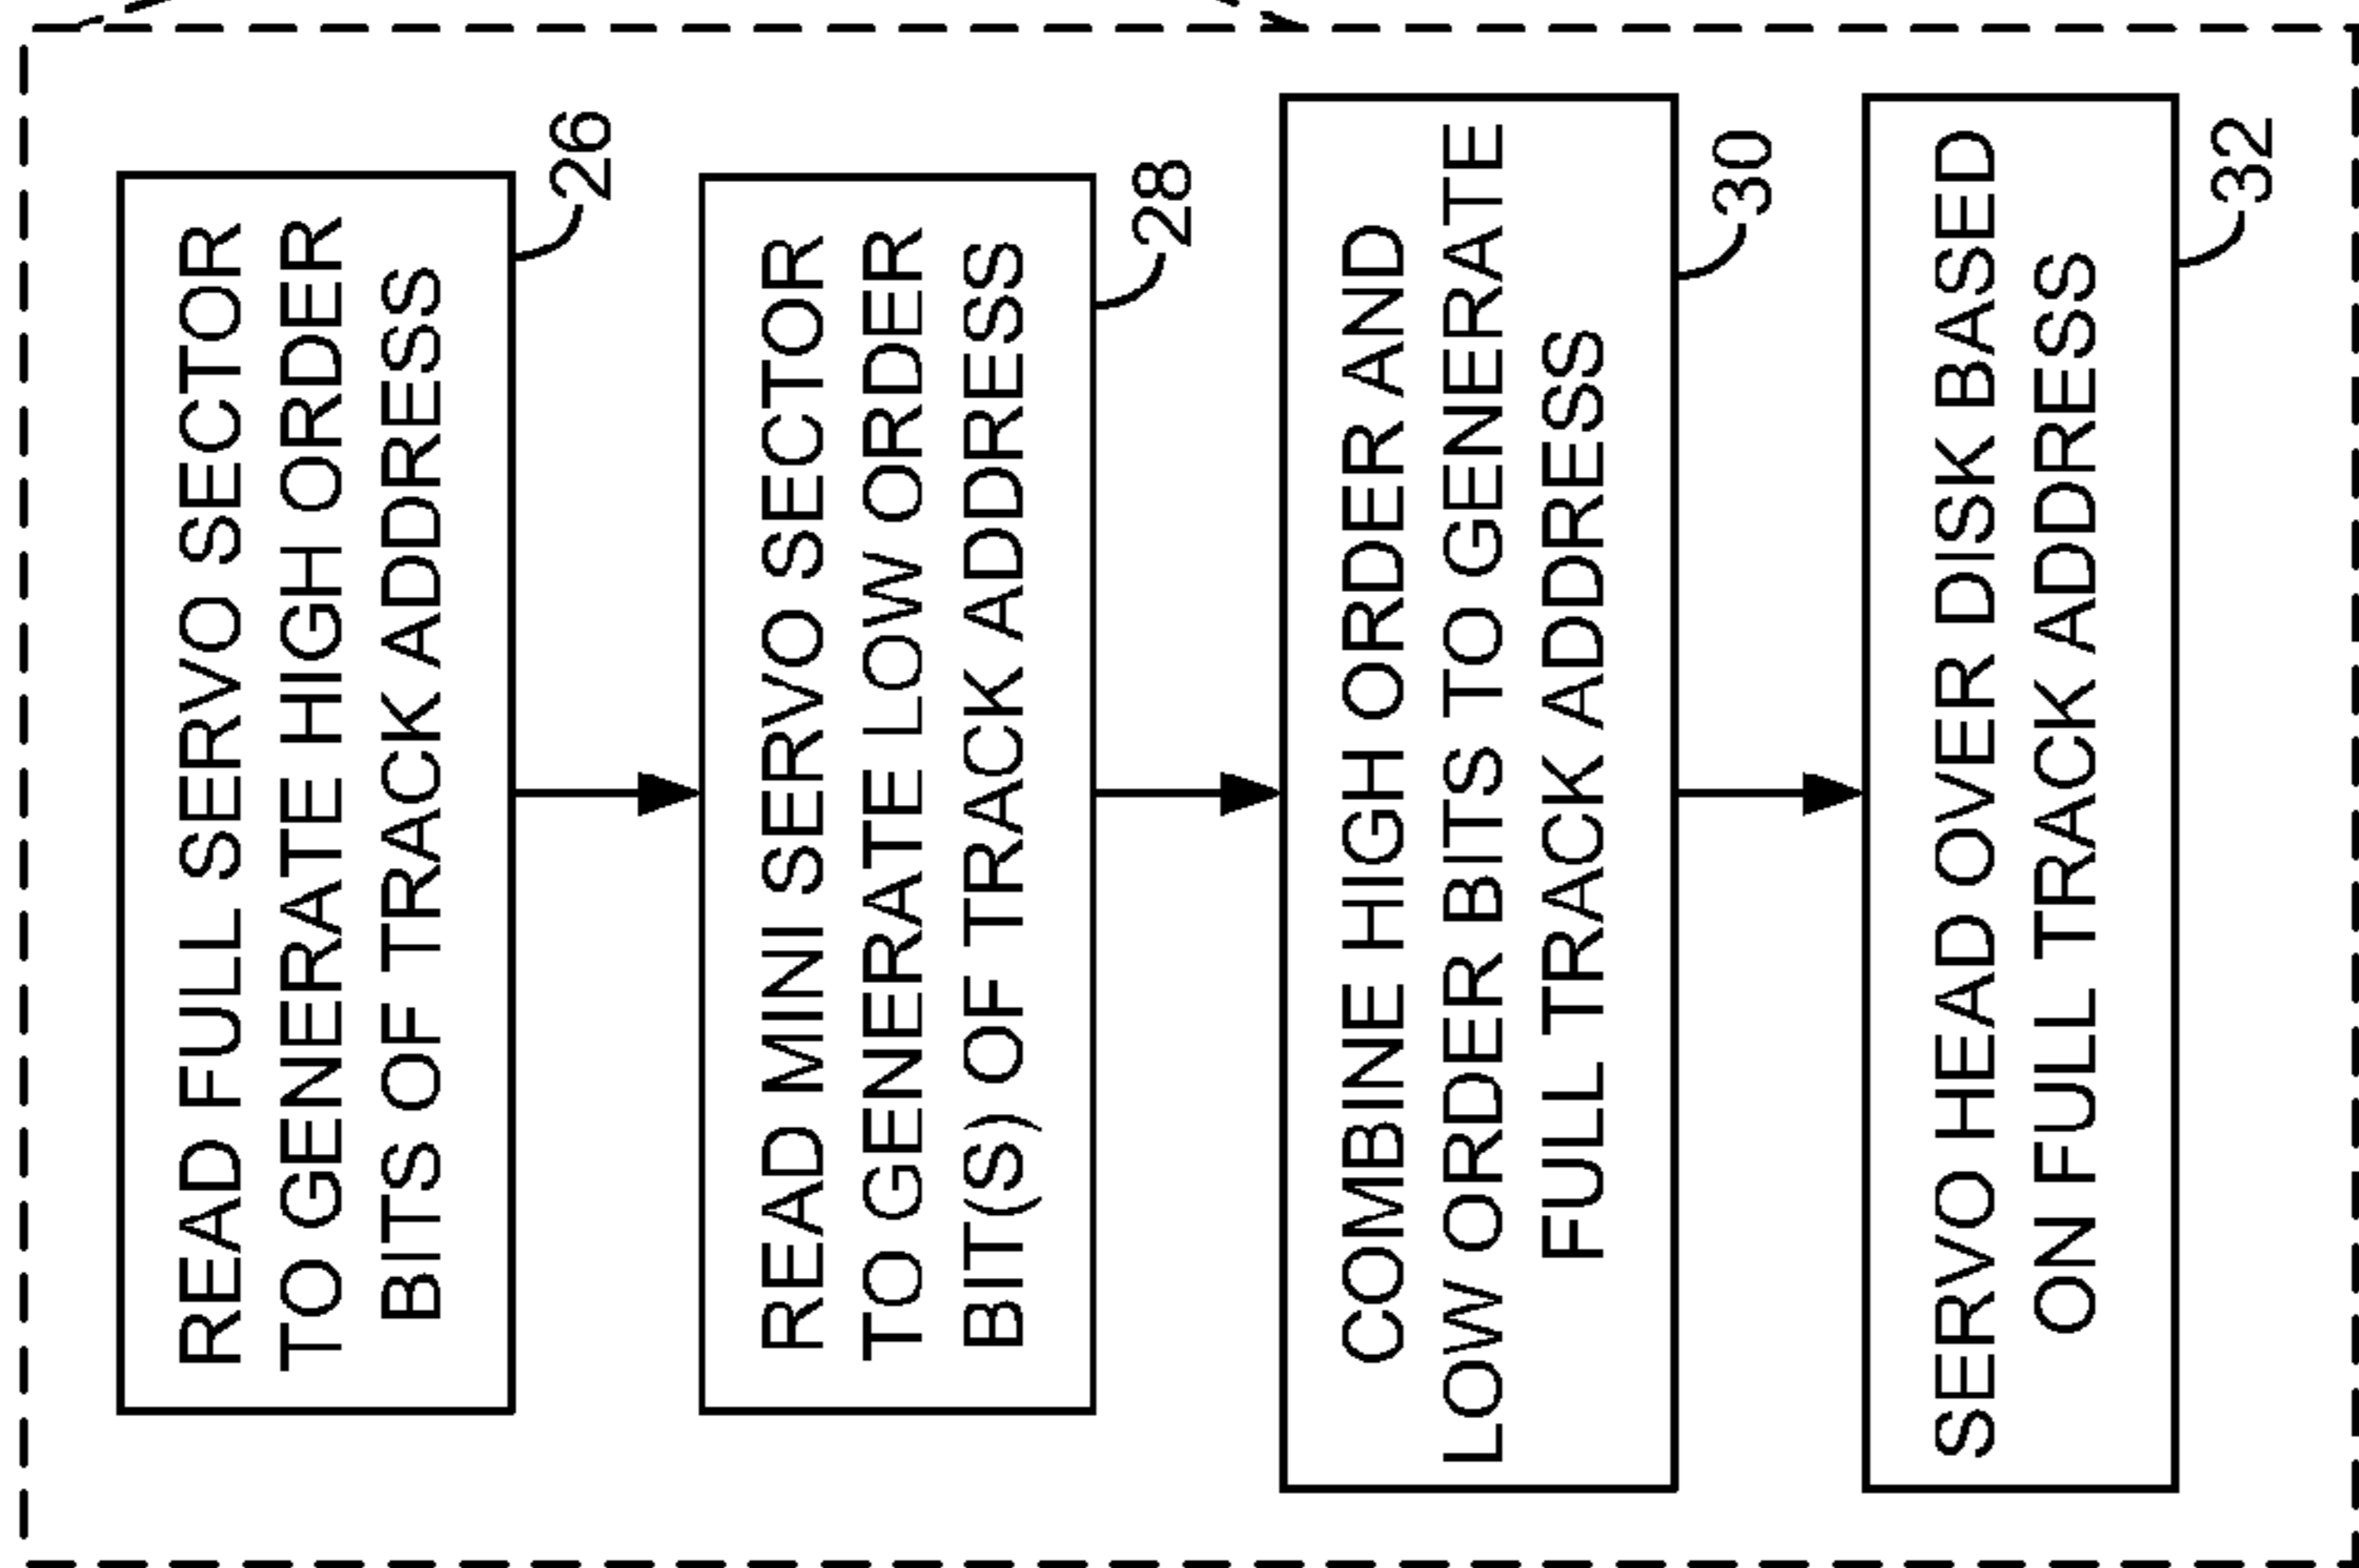 READ FULL SERVO SECTOR
TO GENERATE HIGH ORDER
BITS OF TRACK ADDRESS
26
READ MINI SERVO SECTOR
TO GENERATE LOW ORDER
BIT(S) OF TRACK ADDRESS
28
COMBINE HIGH ORDER AND
LOW ORDER BITS TO GENERATE
FULL TRACK ADDRESS
30
SERVO HEAD OVER DISK BASED
ON FULL TRACK ADDRESS
32